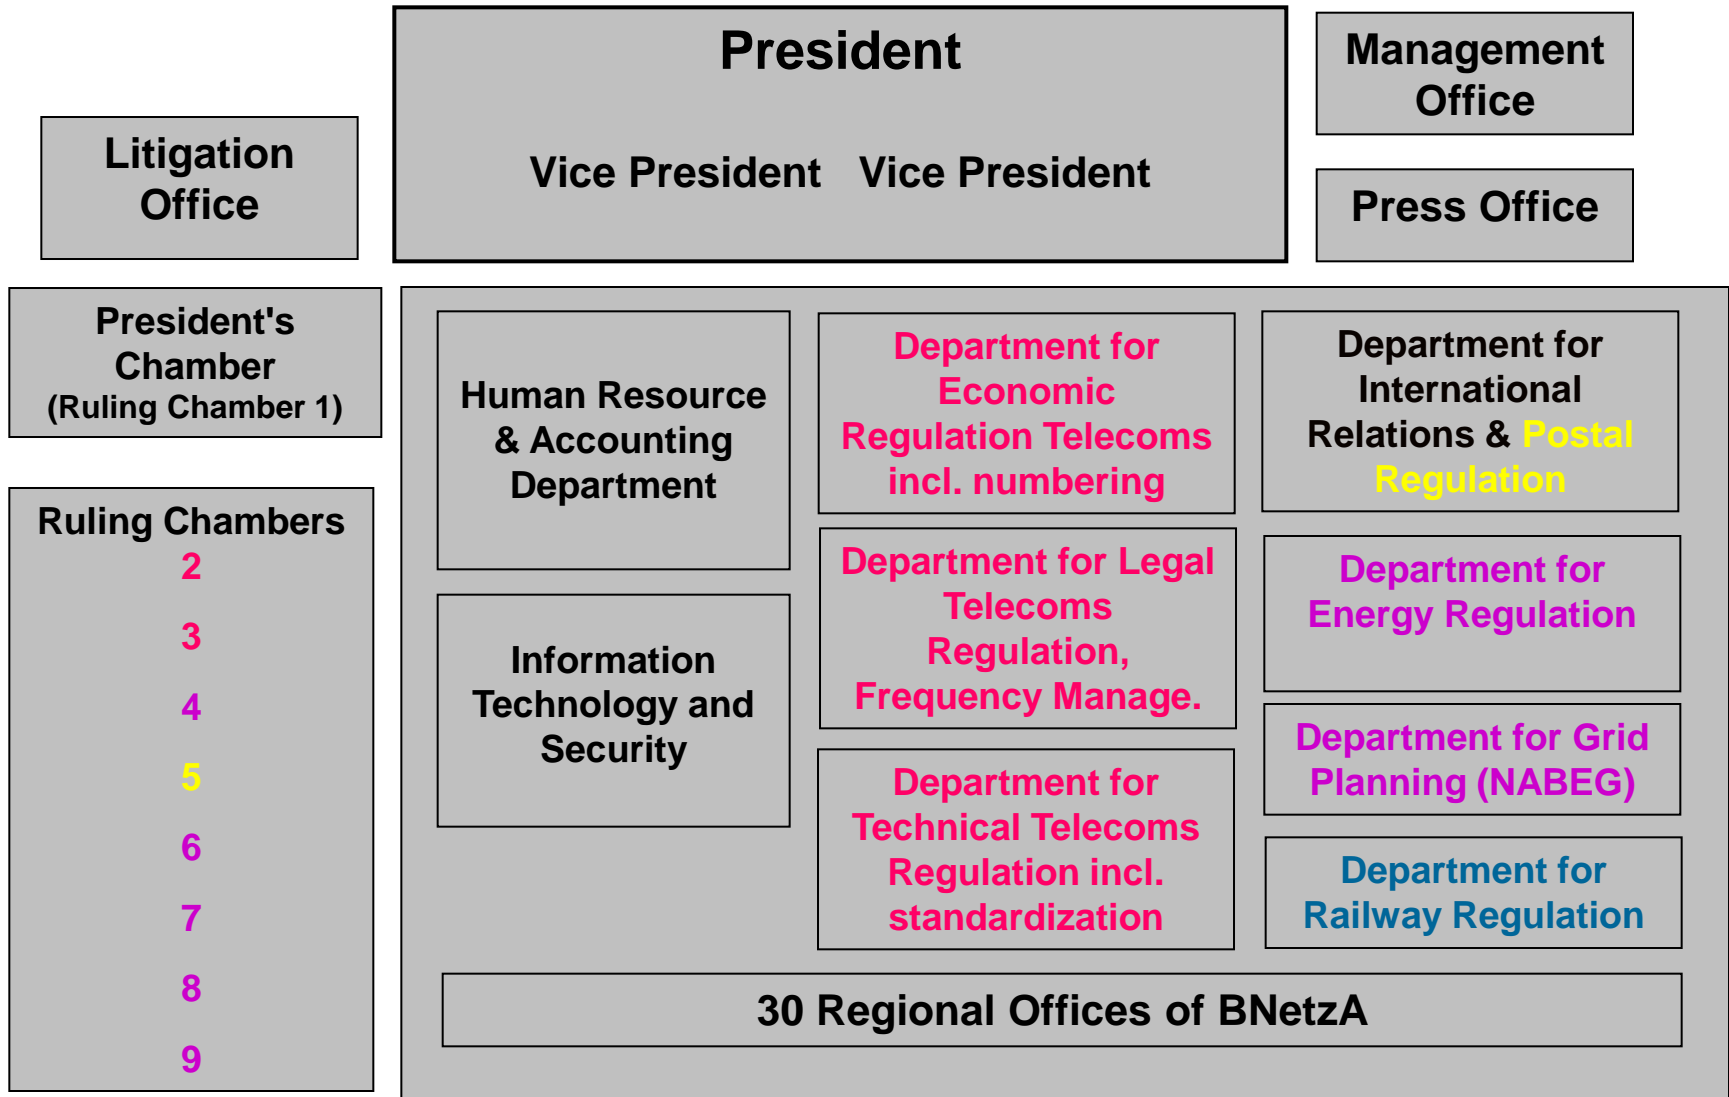 President
Vice President Vice President
Management
Office
Press Office
Litigation
Office
President's
Chamber
(Ruling Chamber 1)
Ruling Chambers
2
3
4
5
6
7
8
9
Human Resource
& Accounting
Department
Information
Technology and
Security
Department for
Economic
Regulation Telecoms
incl. numbering
Department for Legal
Telecoms
Regulation,
Frequency Manage.
Department for
Technical Telecoms
Regulation incl.
standardization
Department for
International
Relations & Postal
Regulation
Department for
Energy Regulation
Department for Grid
Planning (NABEG)
Department for
Railway Regulation
30 Regional Offices of BNetzA